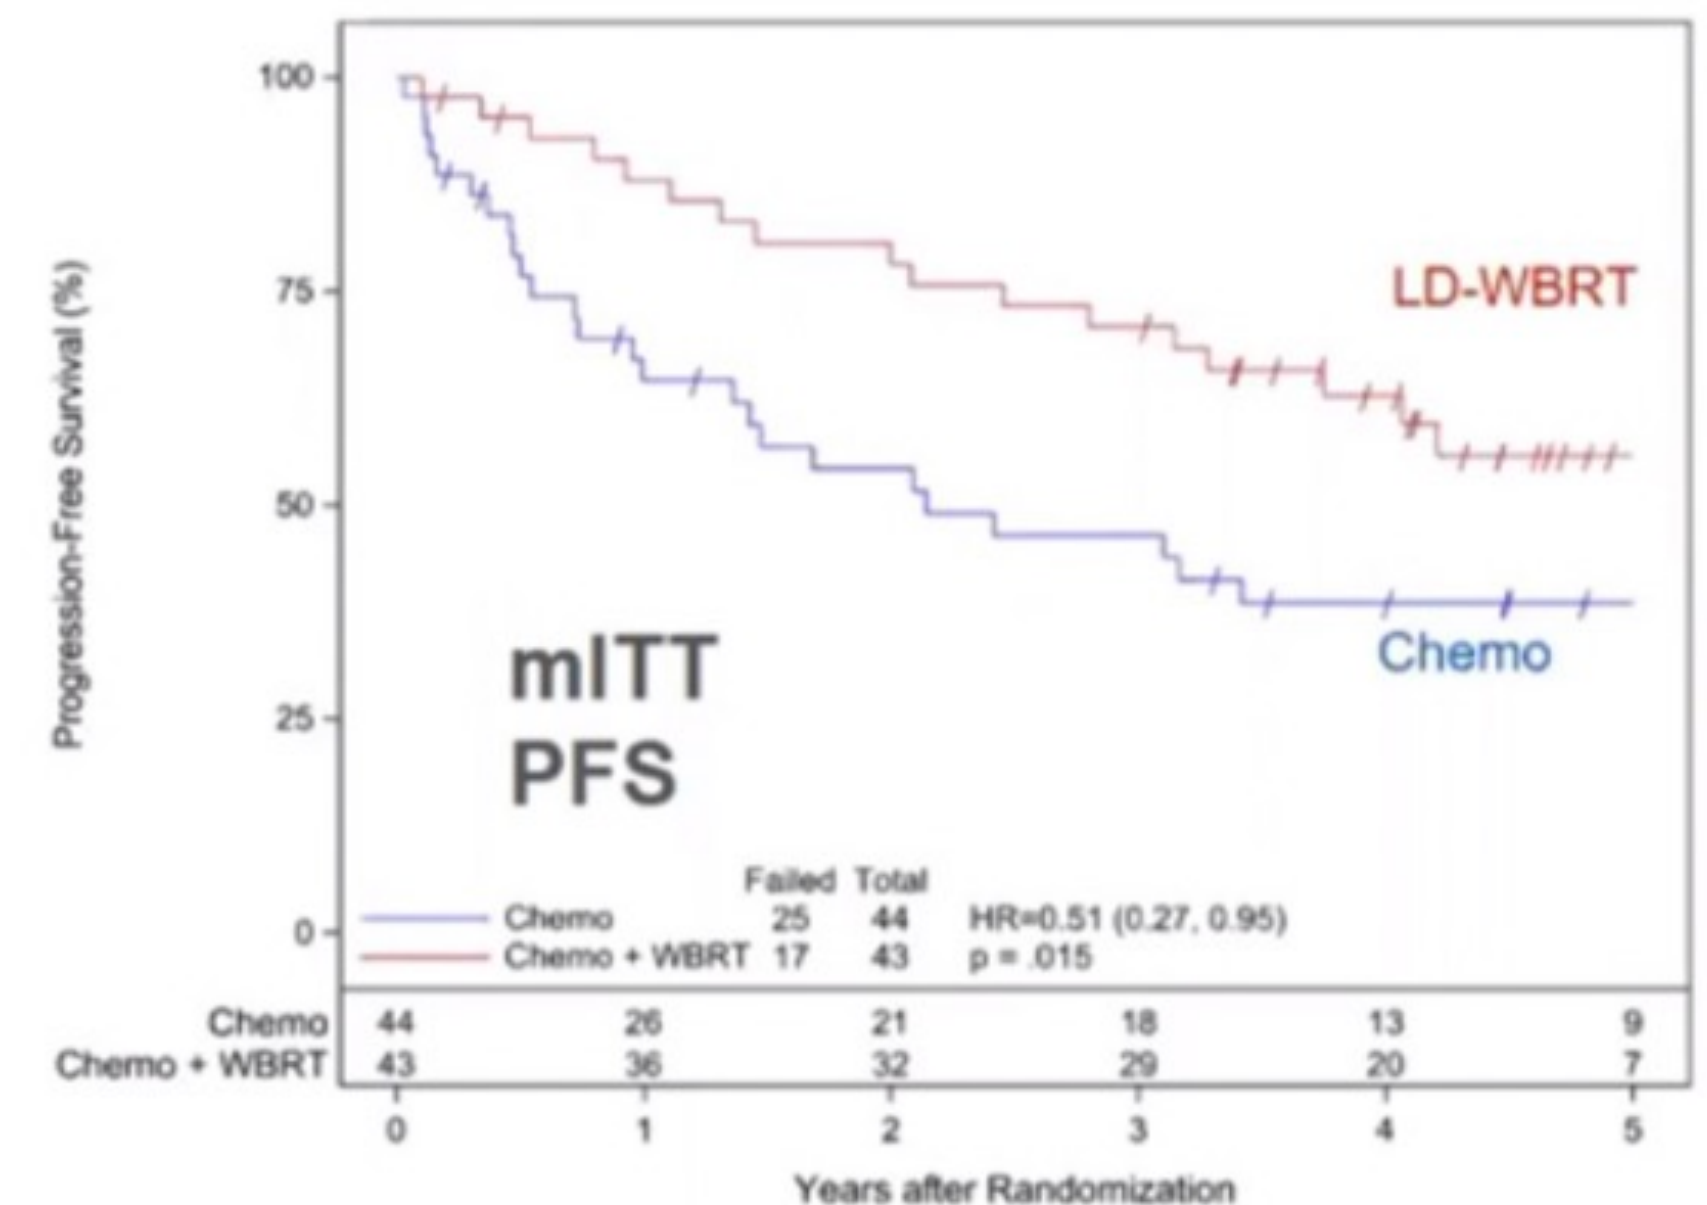 100
75
50
25
0
Progression-Free Survival (%)
LD-WBRT
Chemo
mITT
PFS
Failed Total
Chemo 25 44 HR=0.51 (0.27, 0.95)
Chemo + WBRT 17 43 p = .015
Chemo 44 26 21 18 13 9
Chemo + WBRT 43 36 32 29 20 7
0 1 2 3 4 5
Years after Randomization